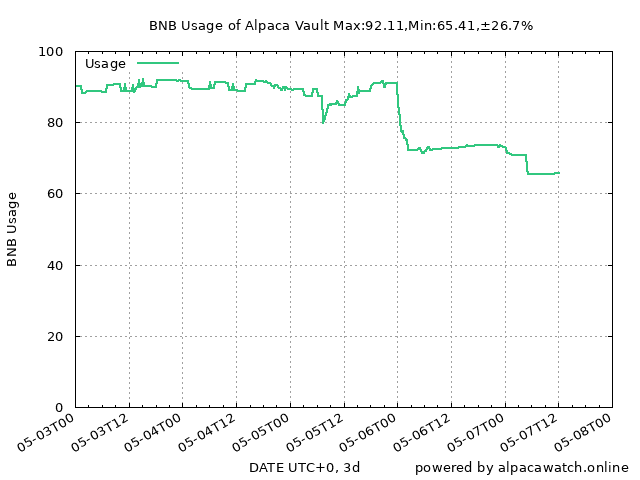 BNB Usage of Alpaca Vault Max:92.11,Min:65.41,±26.7%
Usage
100
80
60
40
20
0
BNB Usage
05-03T00
05-03T12
05-04T00
05-04T12
05-05T00
05-05T12
05-06T00
05-06T12
05-07T00
05-07T12
05-08T00
DATE UTC+0, 3d
powered by alpacawatch.online